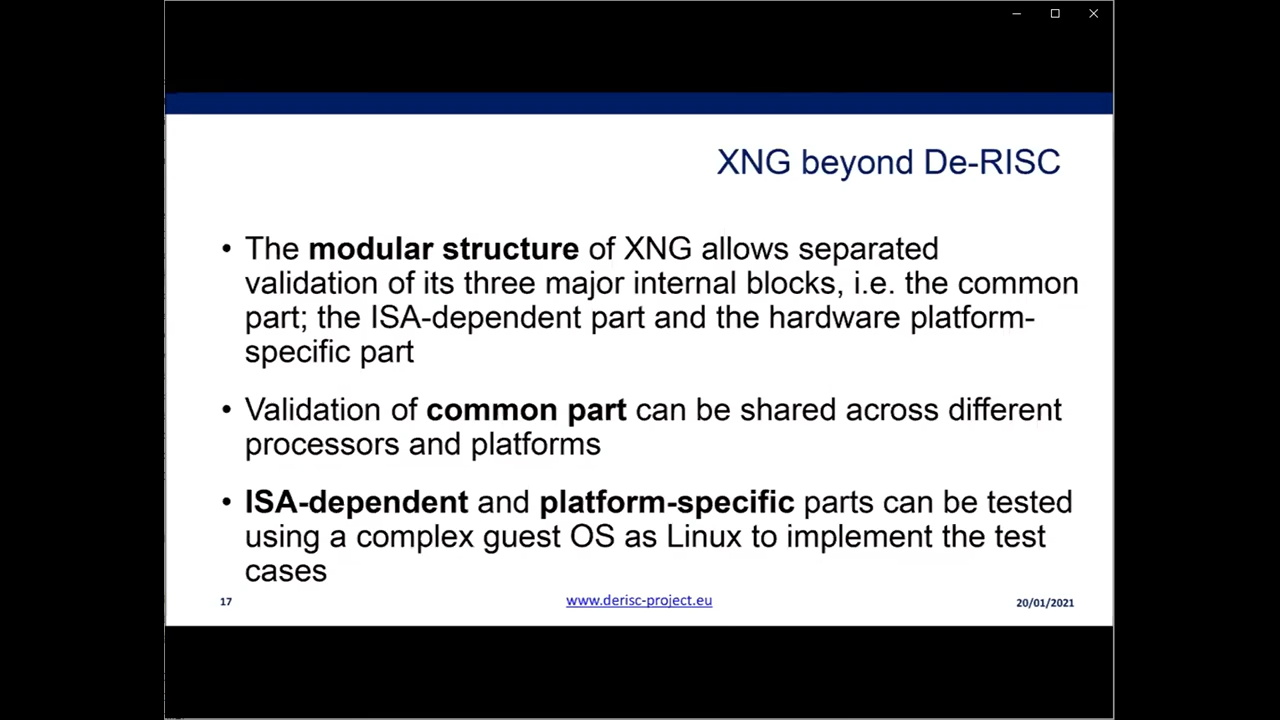 XNG beyond De-RISC
• The modular structure of XNG allows separated
validation of its three major internal blocks, i.e. the common
part; the ISA-dependent part and the hardware platform-
specific part
• Validation of common part can be shared across different
processors and platforms
• ISA-dependent and platform-specific parts can be tested
using a complex guest OS as Linux to implement the test
cases
17
www.derisc-project.eu
20/01/2021